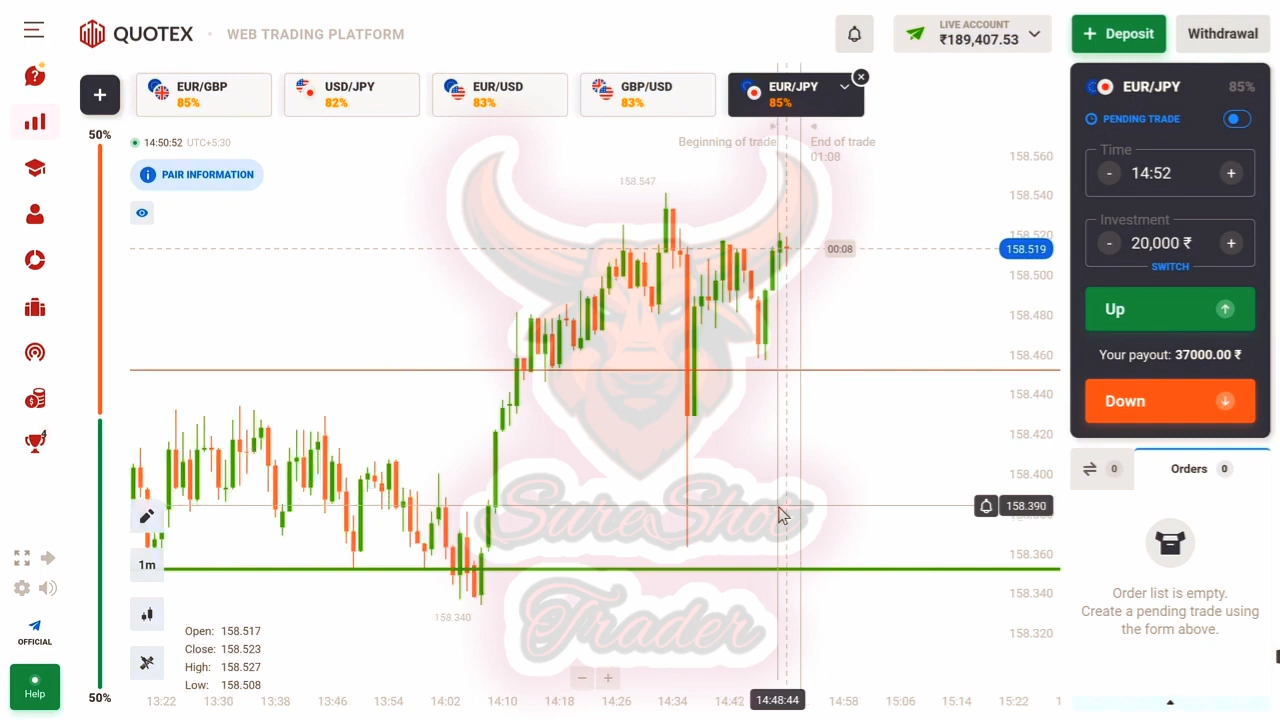 QUOTEX
WEB TRADING PLATFORM
LIVE ACCOUNT
₹189,407.53
+ Deposit
Withdrawal
+
EUR/GBP
85%
USD/JPY
82%
EUR/USD
83%
GBP/USD
83%
EUR/JPY
85%
50%
14:50:52 UTC+5:30
PAIR INFORMATION
Beginning of trade
End of trade
01:08
158.547
158.340
00:08
158.560
158.540
158.520
158.519
158.500
158.480
158.460
158.440
158.420
158.400
158.390
158.360
158.340
158.320
SureShot
Trader
1m
Open: 158.517
Close: 158.523
High: 158.527
Low: 158.508
- +
50%
13:22 13:30 13:38 13:46 13:54 14:02 14:10 14:18 14:26 14:34 14:42 14:48:44 14:58 15:06 15:14 15:22
4
OFFICIAL
Help
EUR/JPY 85%
PENDING TRADE
Time
- 14:52 +
Investment
- 20,000 ₹ +
SWITCH
Up
Your payout: 37000.00 ₹
Down
0
Orders 0
Order list is empty.
Create a pending trade using
the form above.